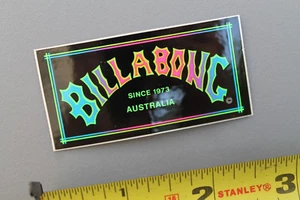 BILLABONG
SINCE 1973
AUSTRALIA
1 2 STANLEY® 3